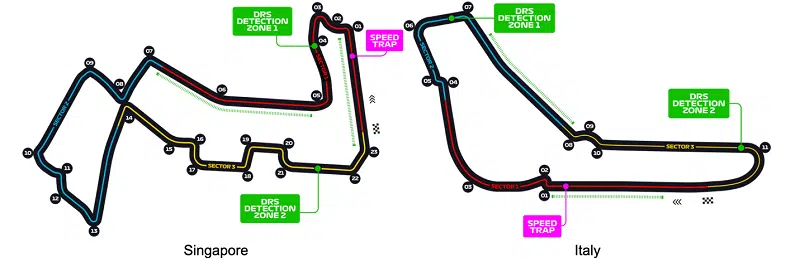 DRS
DETECTION
ZONE 1
SPEED
TRAP
03
02
01
04
SECTOR 1
07
09
08
06
05
SECTOR 2
14
15
16
17
SECTOR 3
18
19
20
21
22
23
10
11
12
13
DRS
DETECTION
ZONE 2
Singapore
06
07
DRS
DETECTION
ZONE 1
SECTOR 2
05
04
DRS
DETECTION
ZONE 2
09
08
10
SECTOR 3
11
03
SECTOR 1
02
01
SPEED
TRAP
Italy